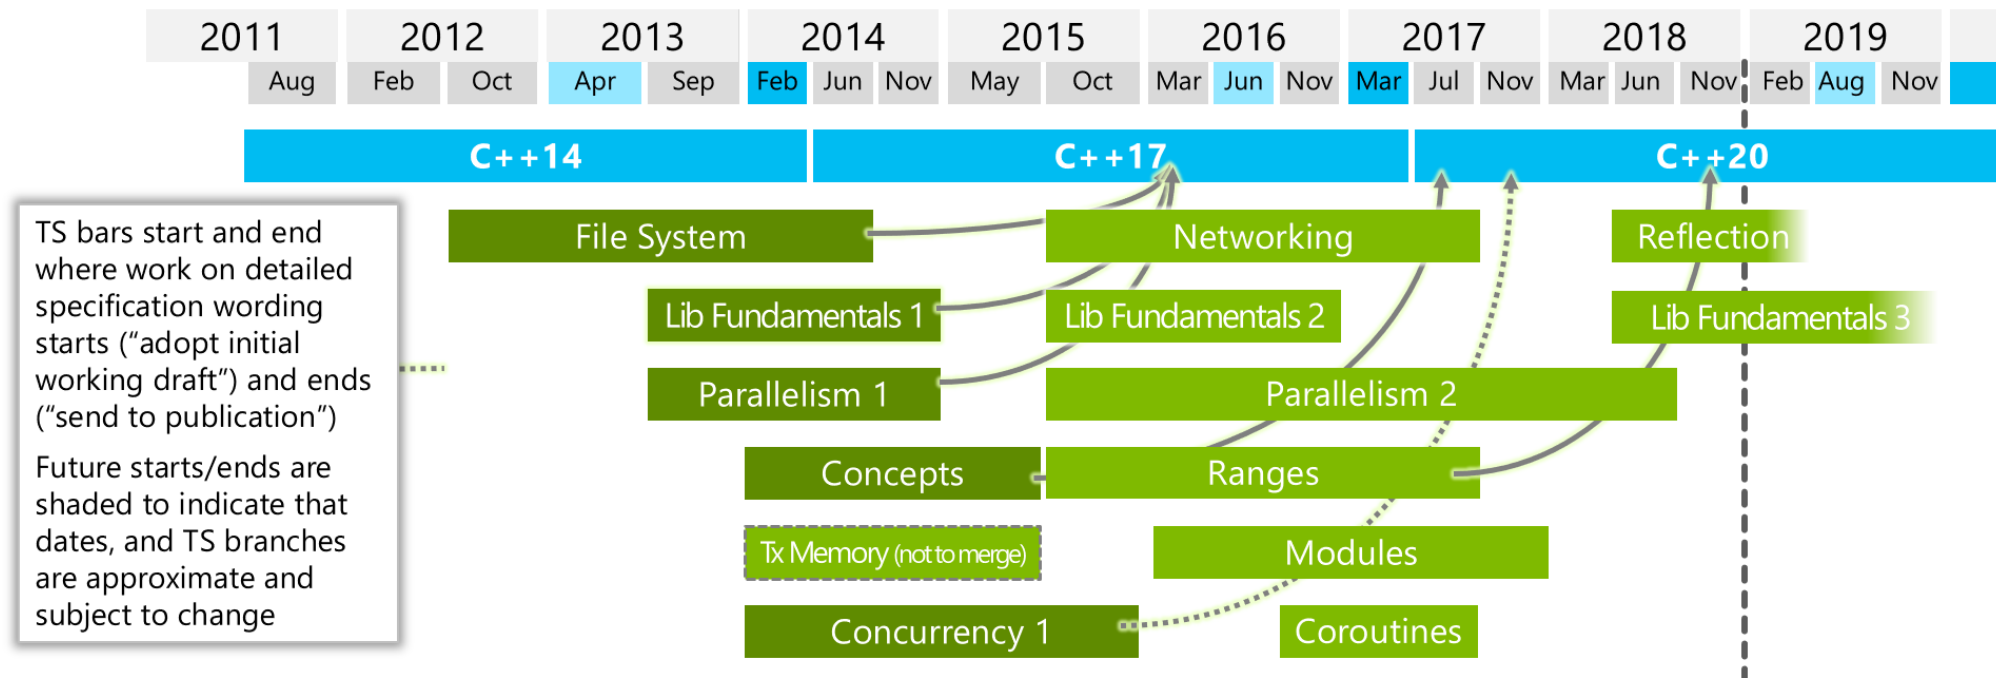 2011 2012 2013 2014 2015 2016 2017 2018 2019
Aug Feb Oct Apr Sep Feb Jun Nov May Oct Mar Jun Nov Mar Jul Nov Mar Jun Nov Feb Aug Nov
C++14 C++17 C++20
TS bars start and end
where work on detailed
specification wording
starts (“adopt initial
working draft”) and ends
(“send to publication”)
Future starts/ends are
shaded to indicate that
dates, and TS branches
are approximate and
subject to change
File System Networking Reflection
Lib Fundamentals 1 Lib Fundamentals 2 Lib Fundamentals 3
Parallelism 1 Parallelism 2
Concepts Ranges
Tx Memory (not to merge) Modules
Concurrency 1 Coroutines